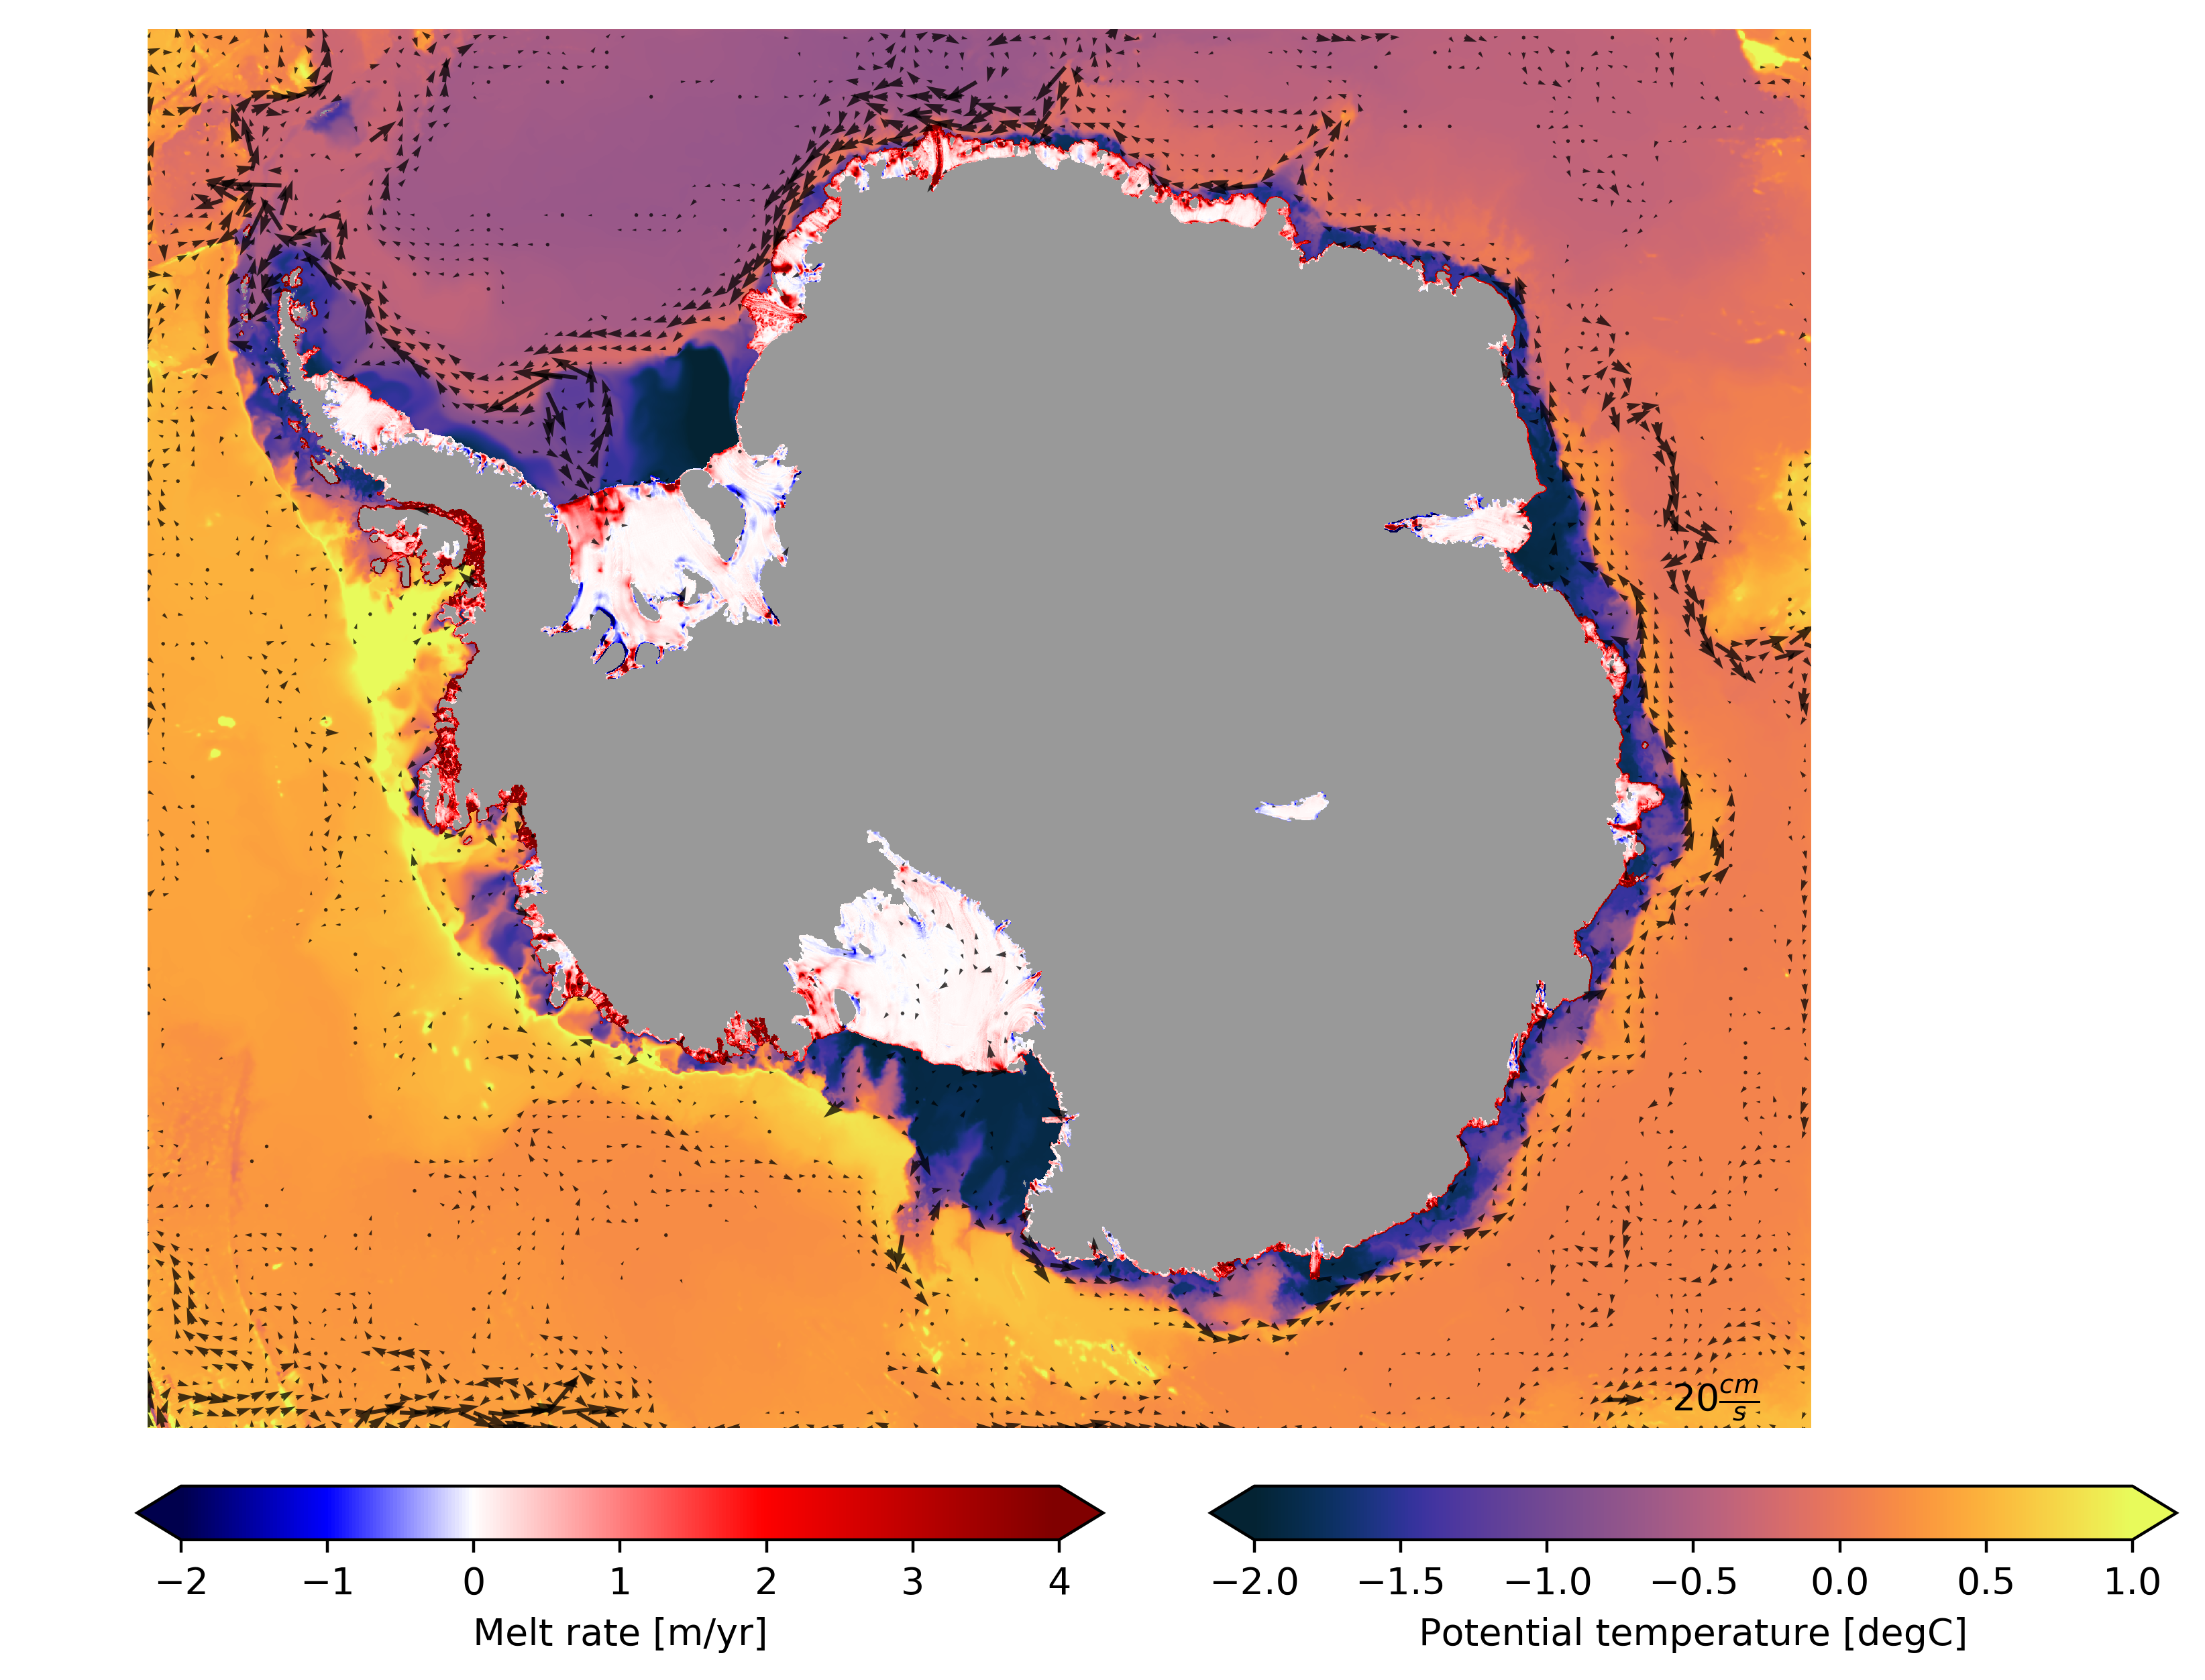 20 cm/s
−2 −1 0 1 2 3 4
Melt rate [m/yr]
−2.0 −1.5 −1.0 −0.5 0.0 0.5 1.0
Potential temperature [degC]